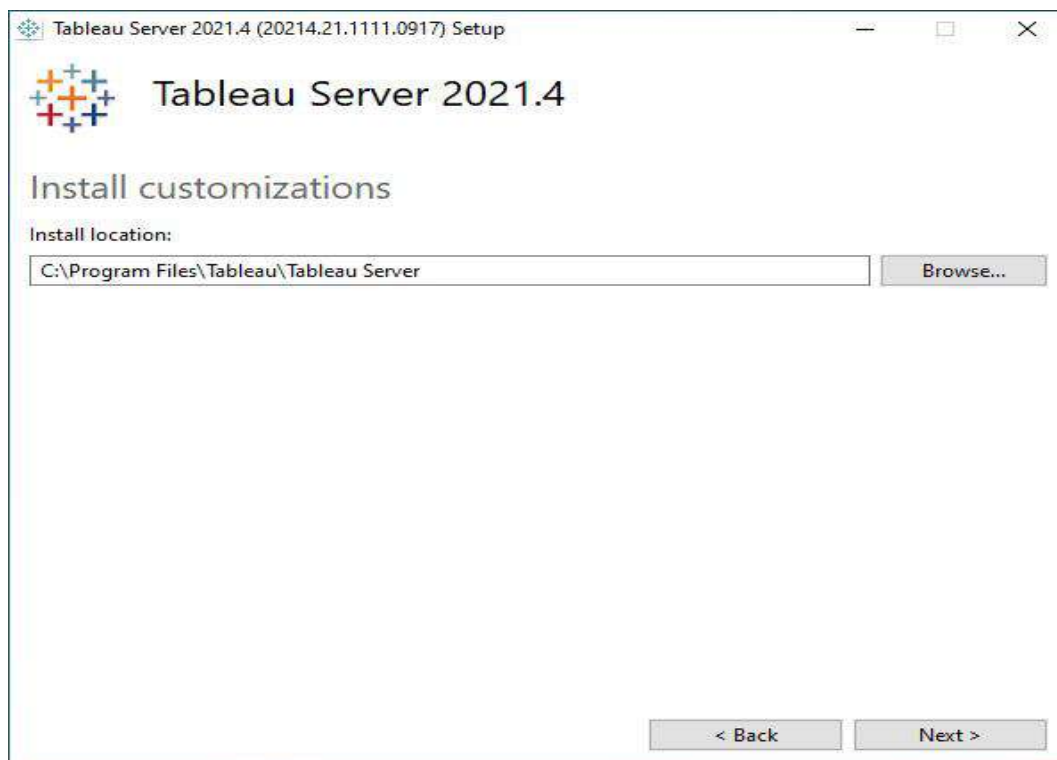 Tableau Server 2021.4 (20214.21.1111.0917) Setup
Tableau Server 2021.4
Install customizations
Install location:
C:\Program Files\Tableau\Tableau Server
Browse...
< Back
Next >